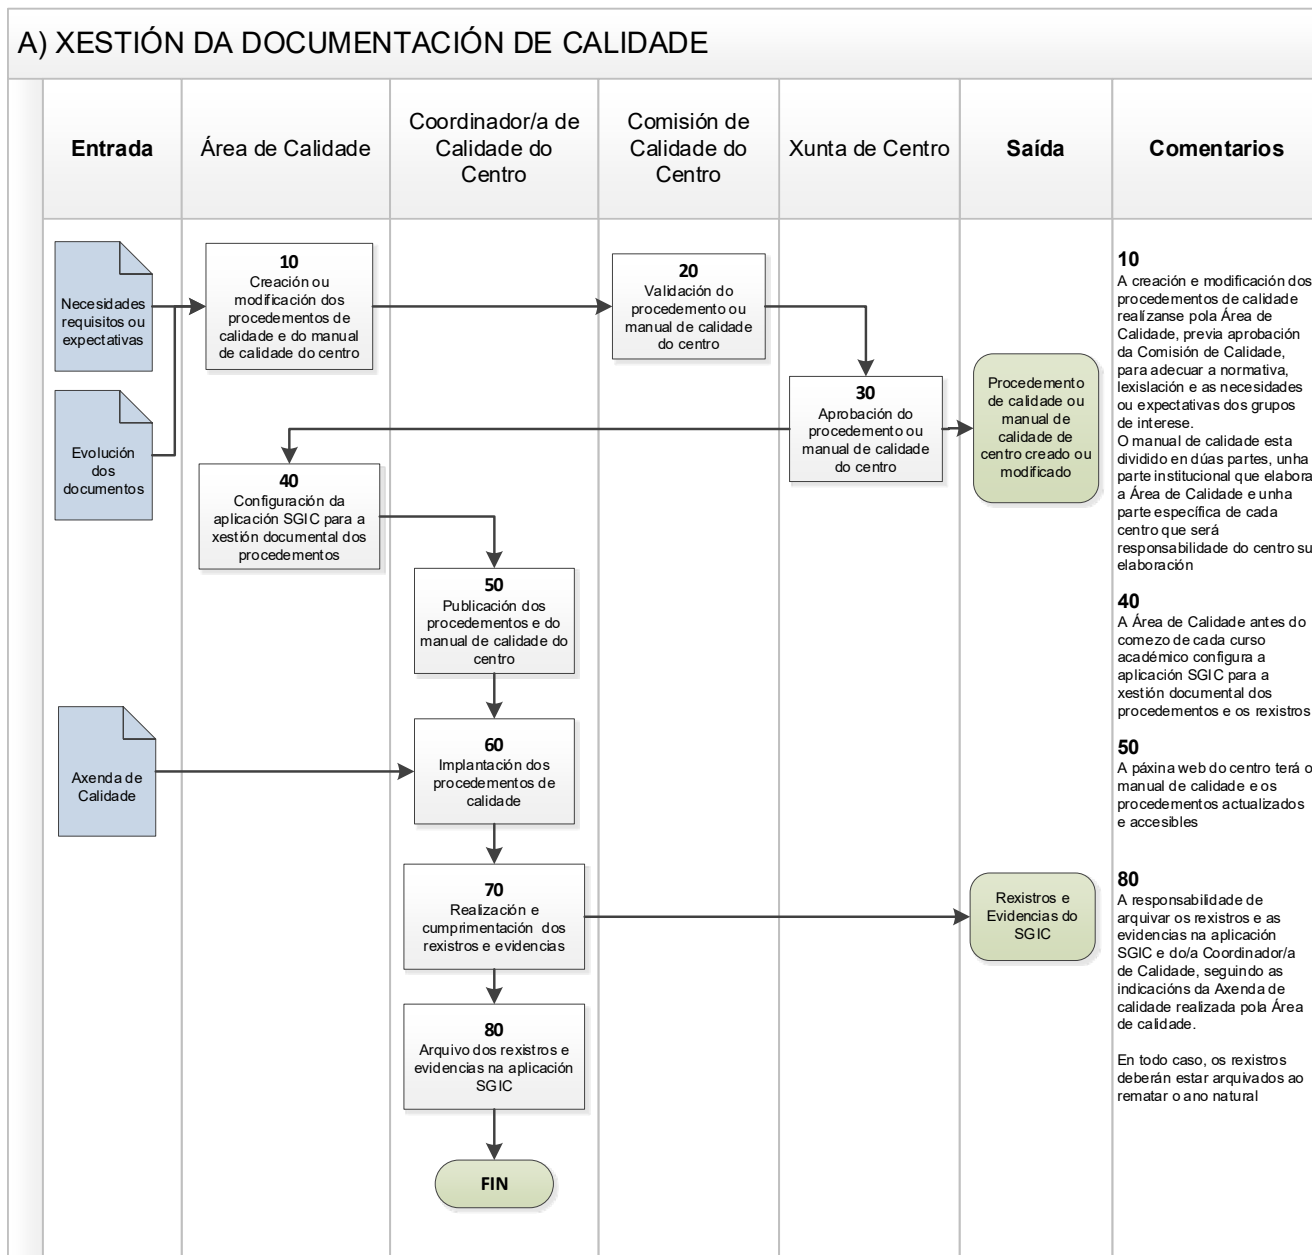 A) XESTIÓN DA DOCUMENTACIÓN DE CALIDADE
Entrada
Área de Calidade
Coordinador/a de
Calidade do
Centro
Comisión de
Calidade do
Centro
Xunta de Centro
Saída
Comentarios
Necesidades
requisitos ou
expectativas
Evolución
dos
documentos
Axenda de
Calidade
10
Creación ou
modificación dos
procedementos de
calidade e do manual
de calidade do centro
20
Validación do
procedemento ou
manual de calidade
do centro
30
Aprobación do
procedemento ou
manual de calidade
do centro
Procedemento
de calidade ou
manual de
calidade de
centro creado ou
modificado
40
Configuración da
aplicación SGIC para a
xestión documental dos
procedementos
50
Publicación dos
procedementos e do
manual de calidade do
centro
60
Implantación dos
procedementos de
calidade
70
Realización e
cumprimentación dos
rexistros e evidencias
Rexistros e
Evidencias do
SGIC
80
Arquivo dos rexistros e
evidencias na aplicación
SGIC
FIN
10
A creación e modificación dos
procedementos de calidade
realízanse pola Área de
Calidade, previa aprobación
da Comisión de Calidade,
para adecuar a normativa,
lexislación e as necesidades
ou expectativas dos grupos
de interese.
O manual de calidade esta
dividido en dúas partes, unha
parte institucional que elabora
a Área de Calidade e unha
parte específica de cada
centro que será
responsabilidade do centro su
elaboración
40
A Área de Calidade antes do
comezo de cada curso
académico configura a
aplicación SGIC para a
xestión documental dos
procedementos e os rexistros
50
A páxina web do centro terá o
manual de calidade e os
procedementos actualizados
e accesibles
80
A responsabilidade de
arquivar os rexistros e as
evidencias na aplicación
SGIC e do/a Coordinador/a
de Calidade, seguindo as
indicacións da Axenda de
calidade realizada pola Área
de calidade.
En todo caso, os rexistros
deberán estar arquivados ao
rematar o ano natural